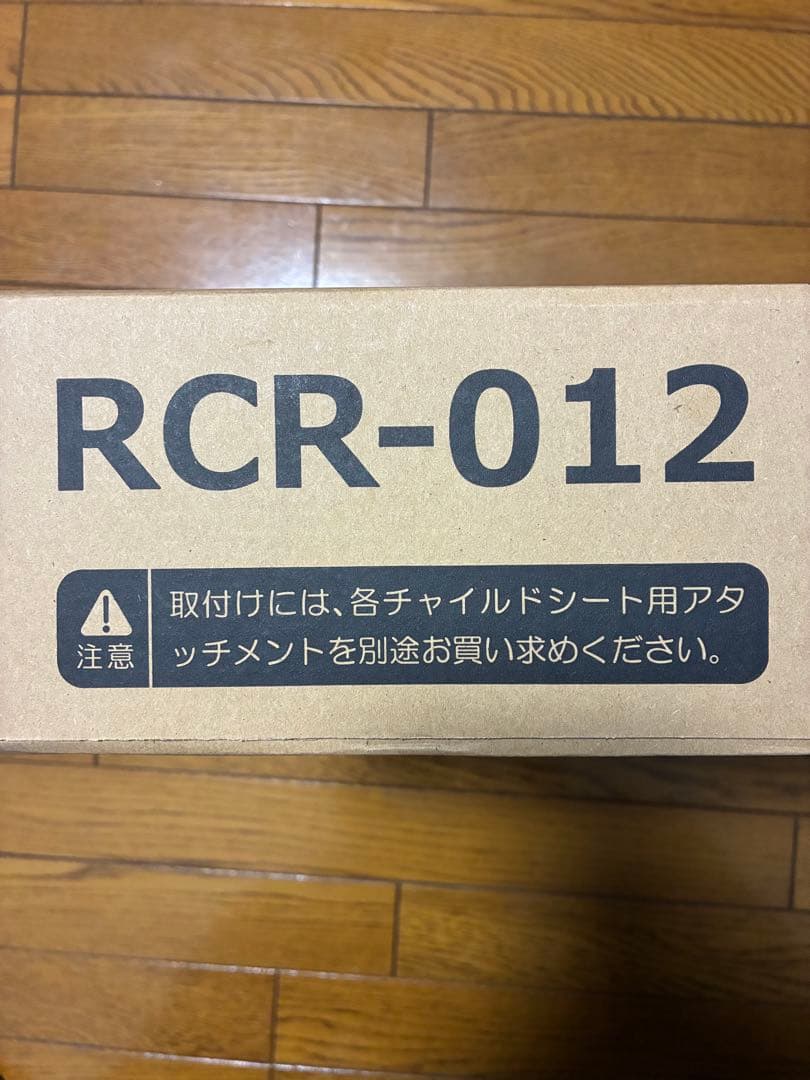 RCR-012
注意
取付けには、各チャイルドシート用アタ
ッチメントを別途お買い求めください。